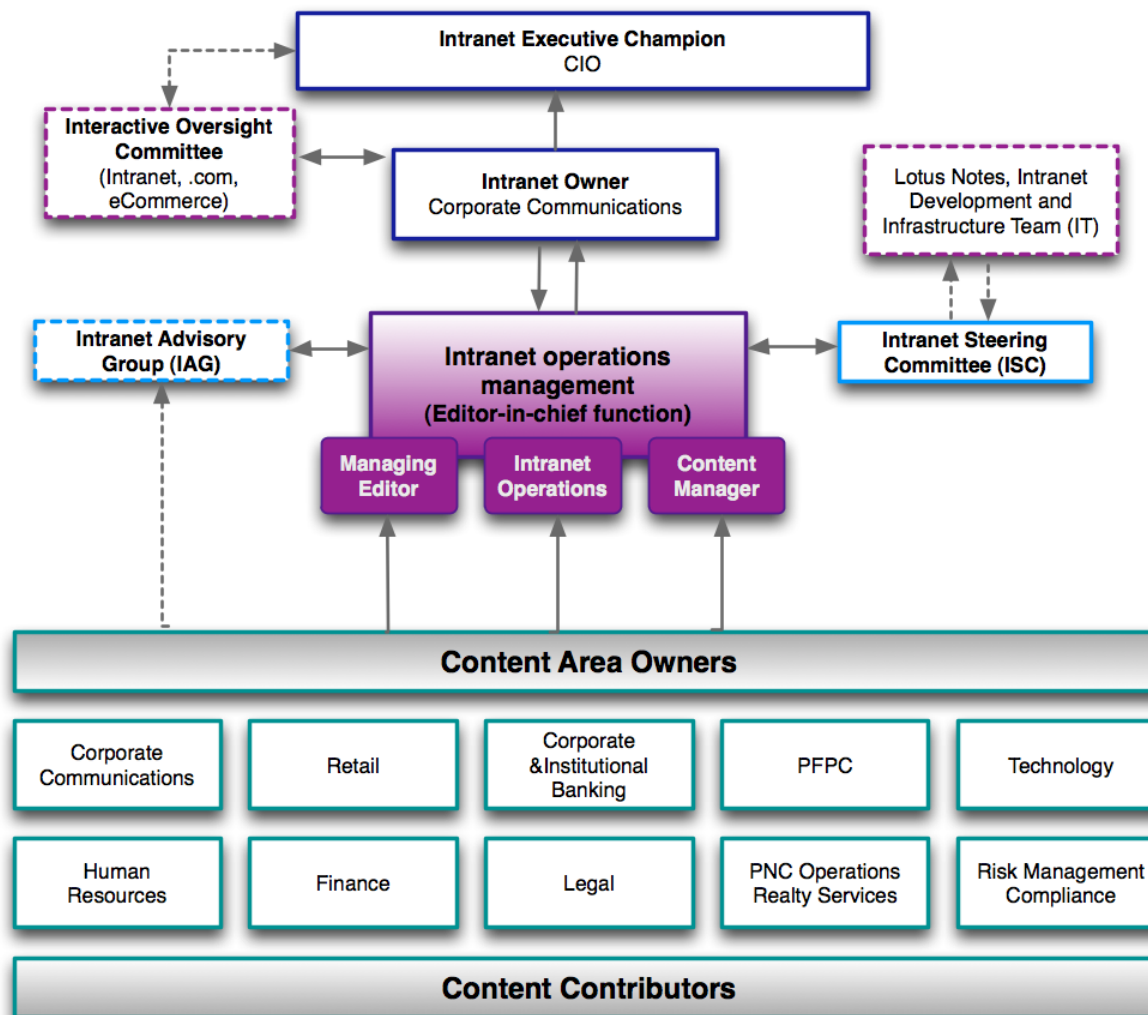 Intranet Executive Champion
CIO
Interactive Oversight
Committee
(Intranet, .com,
eCommerce)
Intranet Owner
Corporate Communications
Lotus Notes, Intranet
Development and
Infrastructure Team (IT)
Intranet Advisory
Group (IAG)
Intranet operations
management
(Editor-in-chief function)
Intranet Steering
Committee (ISC)
Managing
Editor
Intranet
Operations
Content
Manager
Content Area Owners
Corporate
Communications
Retail
Corporate
&Institutional
Banking
PFPC
Technology
Human
Resources
Finance
Legal
PNC Operations
Realty Services
Risk Management
Compliance
Content Contributors